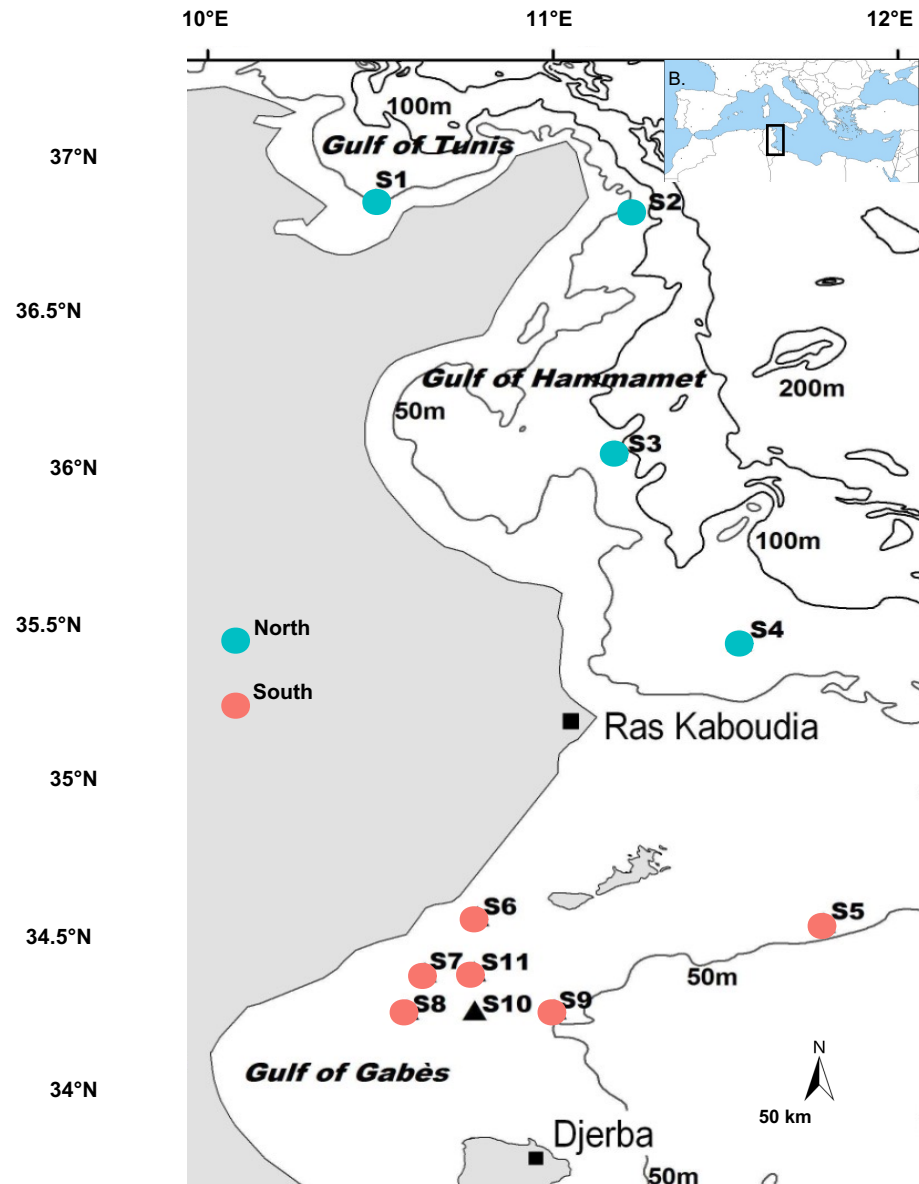 10°E
11°E
12°E
B.
100m
37°N
Gulf of Tunis
S1
S2
36.5°N
Gulf of Hammamet
200m
50m
S3
36°N
100m
35.5°N
North
S4
South
Ras Kaboudia
35°N
S6
S5
34.5°N
S7
S11
50m
S8
S10
S9
Gulf of Gabès
34°N
N
50 km
Djerba
50m